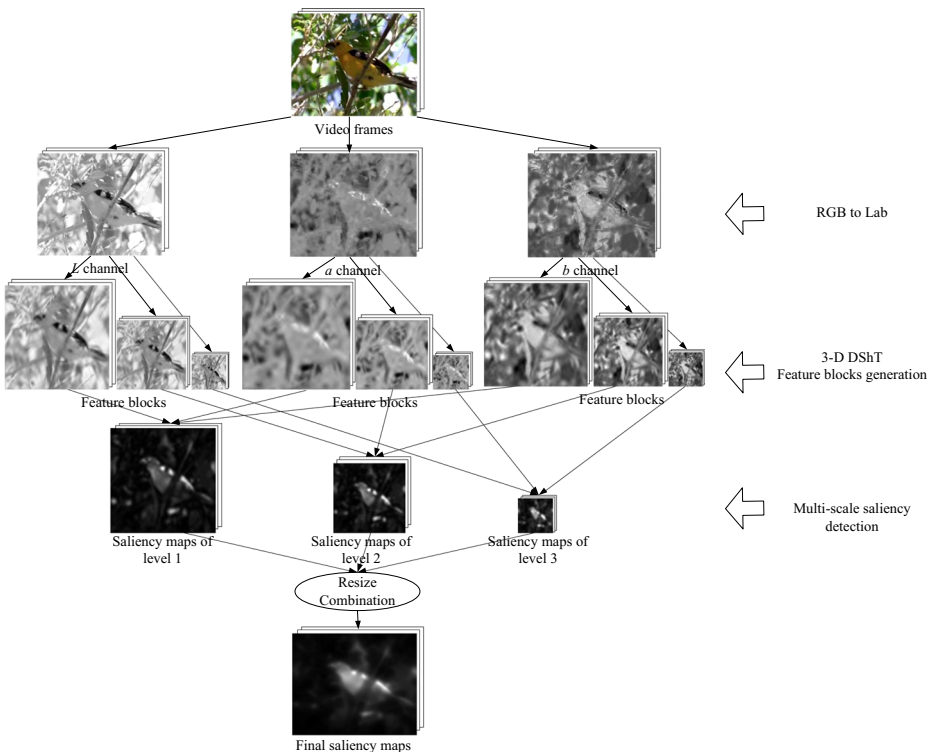 Video frames
RGB to Lab
L channel
a channel
b channel
3-D DShT
Feature blocks generation
Feature blocks
Feature blocks
Feature blocks
Multi-scale saliency
detection
Saliency maps of
level 1
Saliency maps of
level 2
Saliency maps of
level 3
Resize
Combination
Final saliency maps